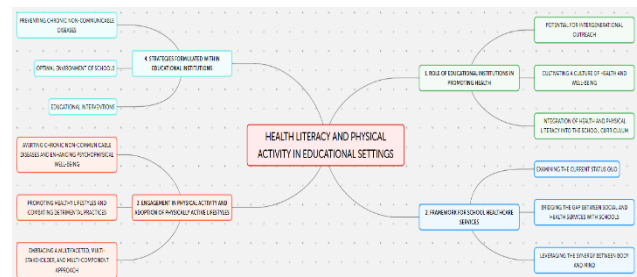 PREVENTING CHRONIC NON-COMMUNICABLE
DISEASES
OPTIMAL ENVIRONMENT OF SCHOOLS
EDUCATIONAL INTERVENTIONS
4. STRATEGIES FORMULATED WITHIN
EDUCATIONAL INSTITUTIONS
AVERTING CHRONIC NON-COMMUNICABLE
DISEASES AND ENHANCING PSYCHOPHYSICAL
WELL-BEING
PROMOTING HEALTHY LIFESTYLES AND
COMBATING DETRIMENTAL PRACTICES
EMBRACING A MULTIFACETED, MULTI-
STAKEHOLDER, AND MULTI-COMPONENT
APPROACH
3. ENGAGEMENT IN PHYSICAL ACTIVITY AND
ADOPTION OF PHYSICALLY ACTIVE LIFESTYLES
HEALTH LITERACY AND PHYSICAL
ACTIVITY IN EDUCATIONAL SETTINGS
1. ROLE OF EDUCATIONAL INSTITUTIONS IN
PROMOTING HEALTH
POTENTIAL FOR INTERGENERATIONAL
OUTREACH
CULTIVATING A CULTURE OF HEALTH AND
WELL-BEING
INTEGRATION OF HEALTH AND PHYSICAL
LITERACY INTO THE SCHOOL CURRICULUM
2. FRAMEWORK FOR SCHOOL HEALTHCARE
SERVICES
EXAMINING THE CURRENT STATUS QUO
BRIDGING THE GAP BETWEEN SOCIAL AND
HEALTH SERVICES WITH SCHOOLS
LEVERAGING THE SYNERGY BETWEEN BODY
AND MIND